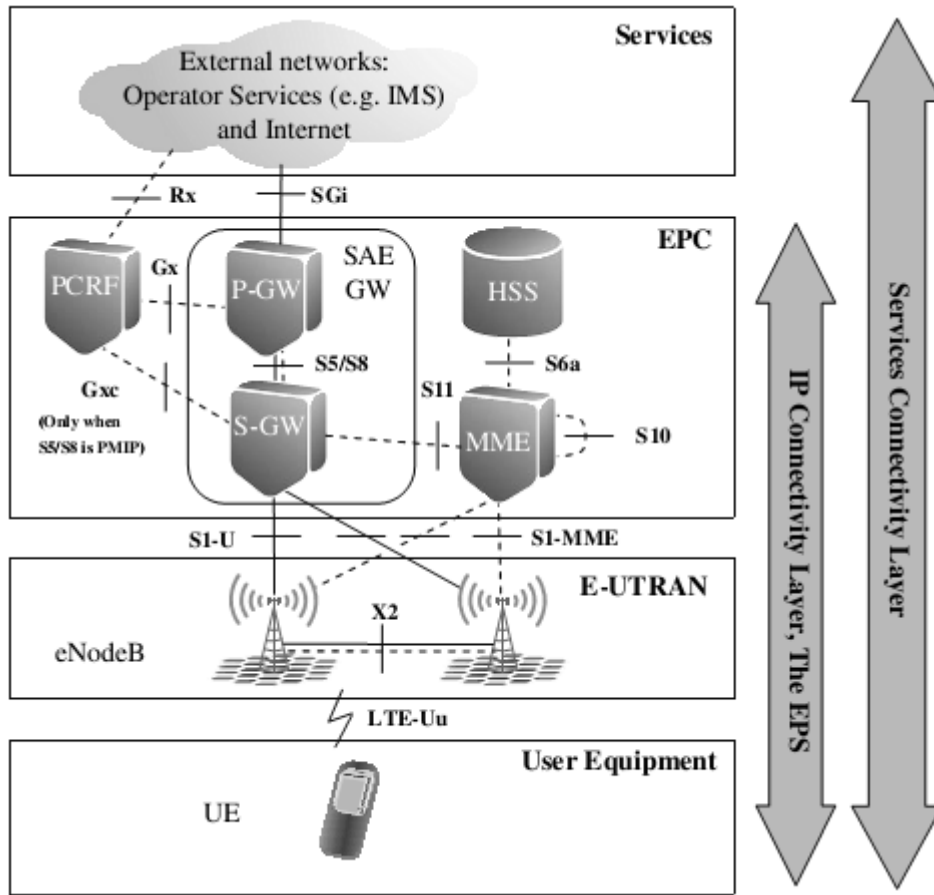 Services
External networks:
Operator Services (e.g. IMS)
and Internet
Rx
SGi
EPC
SAE
GW
PCRF
Gx
P-GW
HSS
S5/S8
S6a
Gxc
(Only when
S5/S8 is PMIP)
S-GW
S11
MME
S10
S1-U
S1-MME
E-UTRAN
X2
eNodeB
LTE-Uu
User Equipment
UE
IP Connectivity Layer, The EPS
Services Connectivity Layer